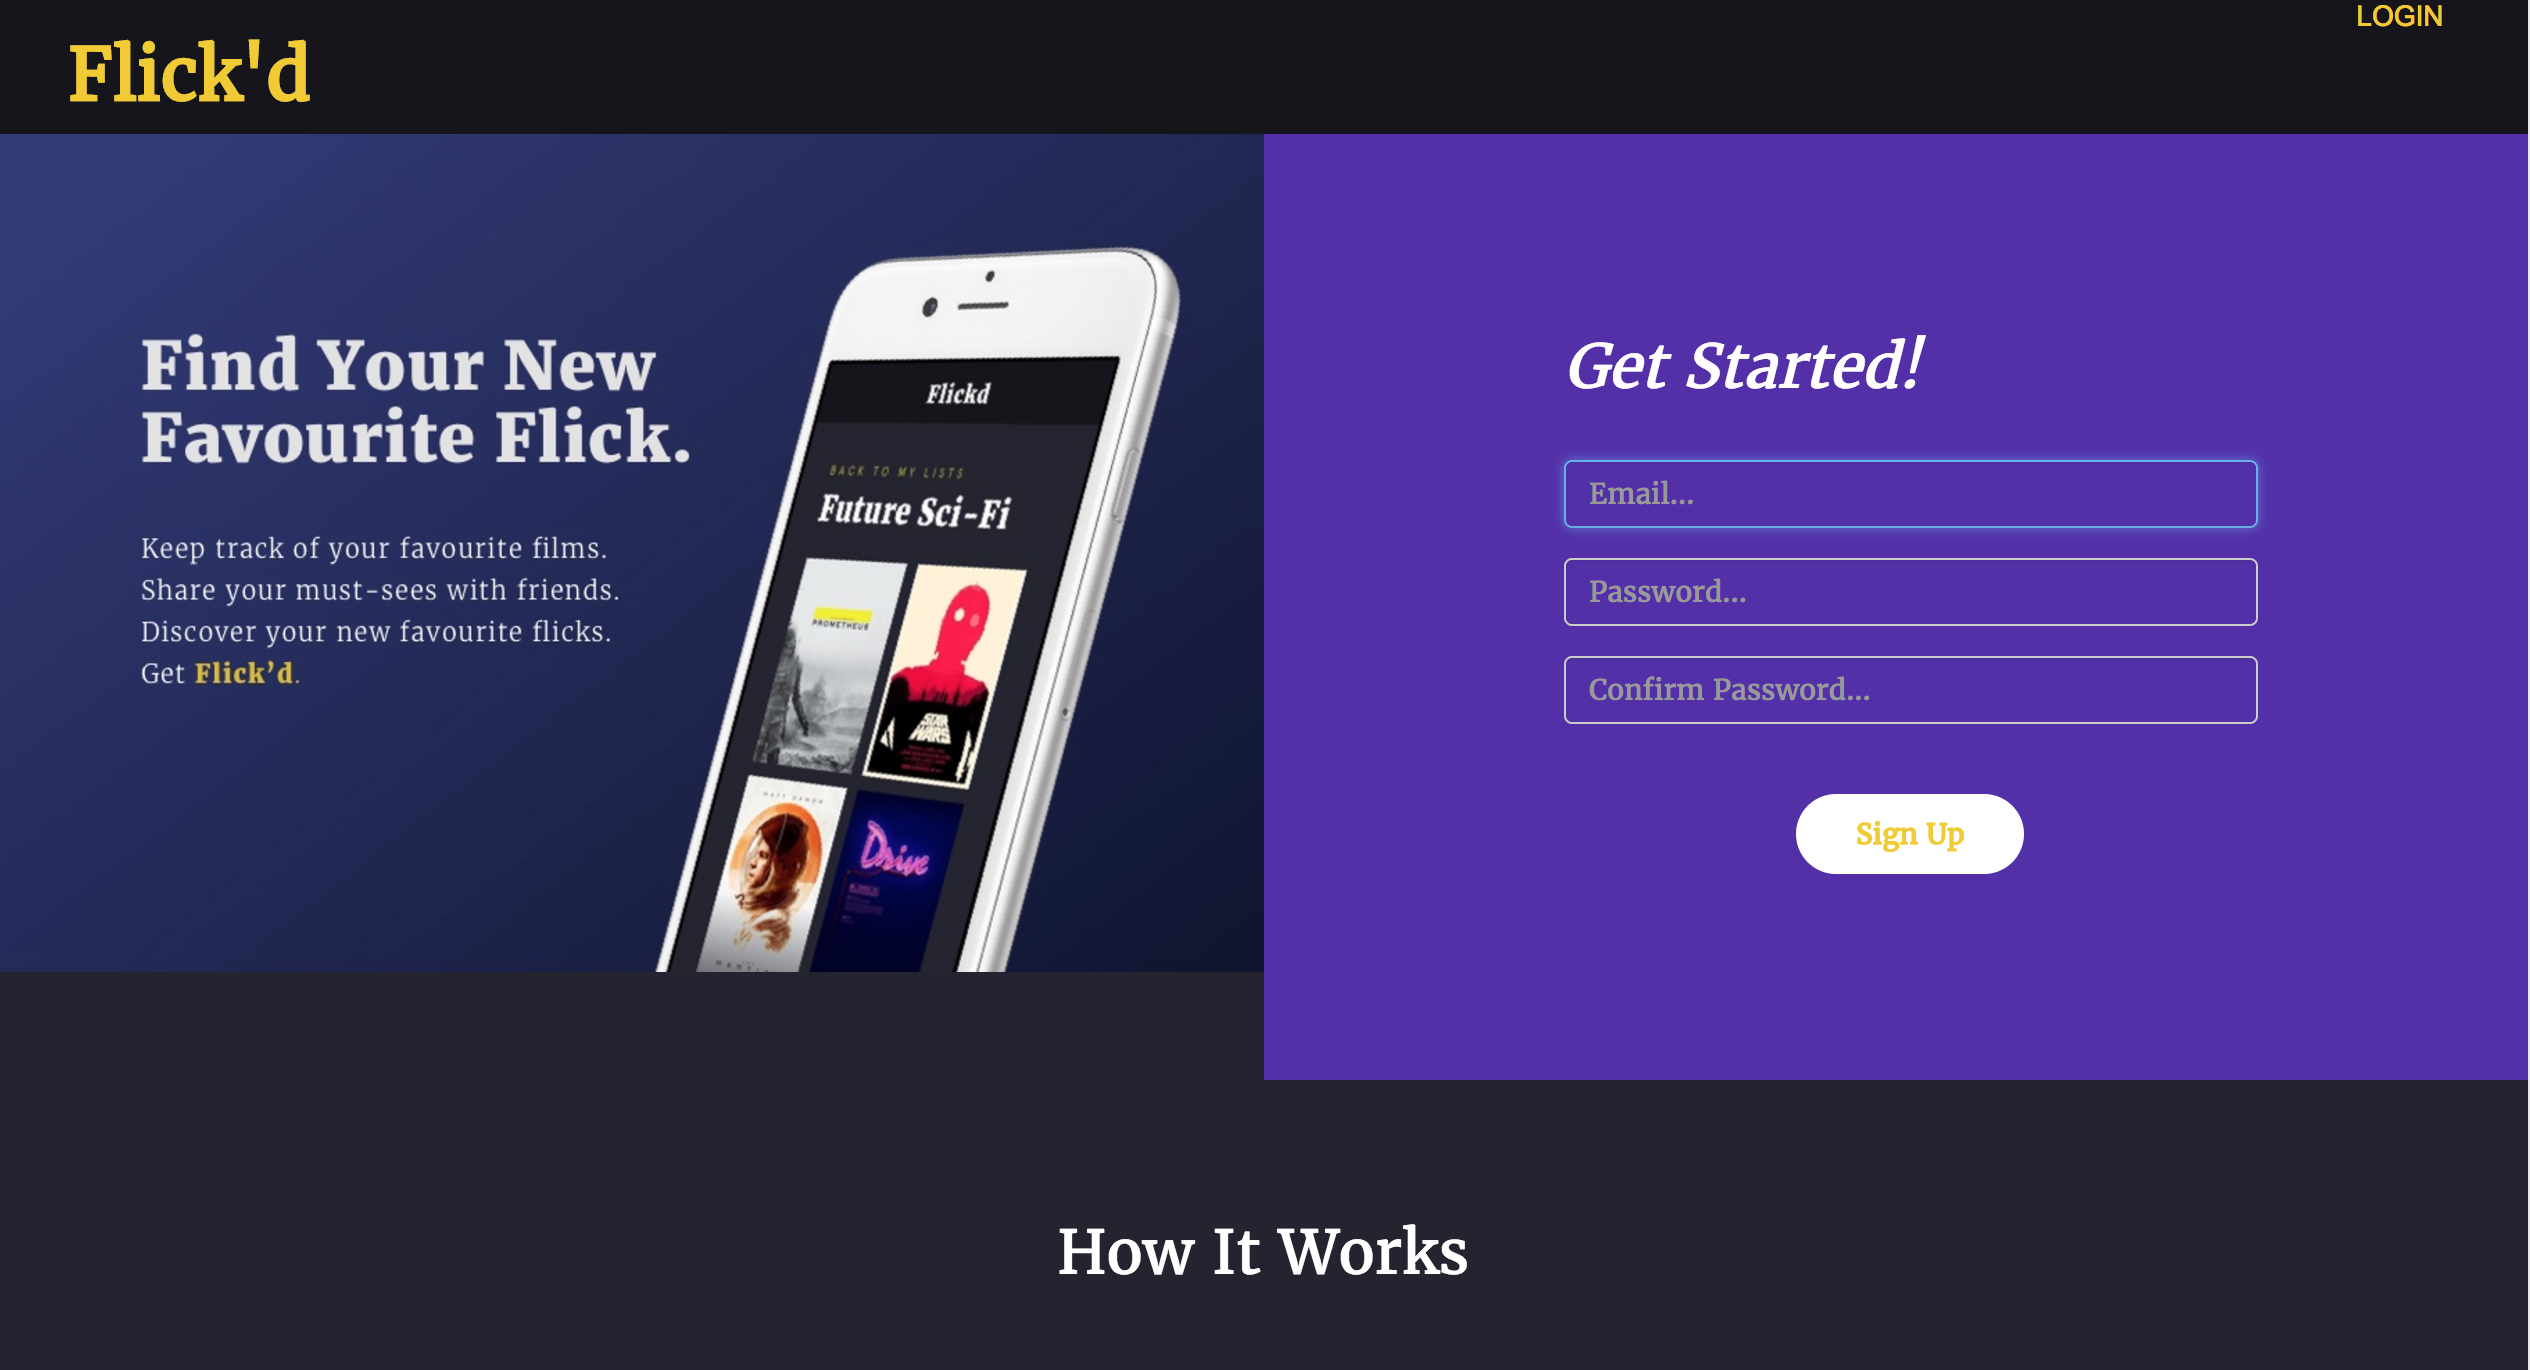 LOGIN
Flick'd
Find Your New
Favourite Flick.
Keep track of your favourite films.
Share your must-sees with friends.
Discover your new favourite flicks.
Get Flick’d.
Flickd
BACK TO MY LISTS
Future Sci-Fi
PROMETHEUS
STAR
WARS
MATT DAMON
Drive
Get Started!
Email...
Password...
Confirm Password...
Sign Up
How It Works